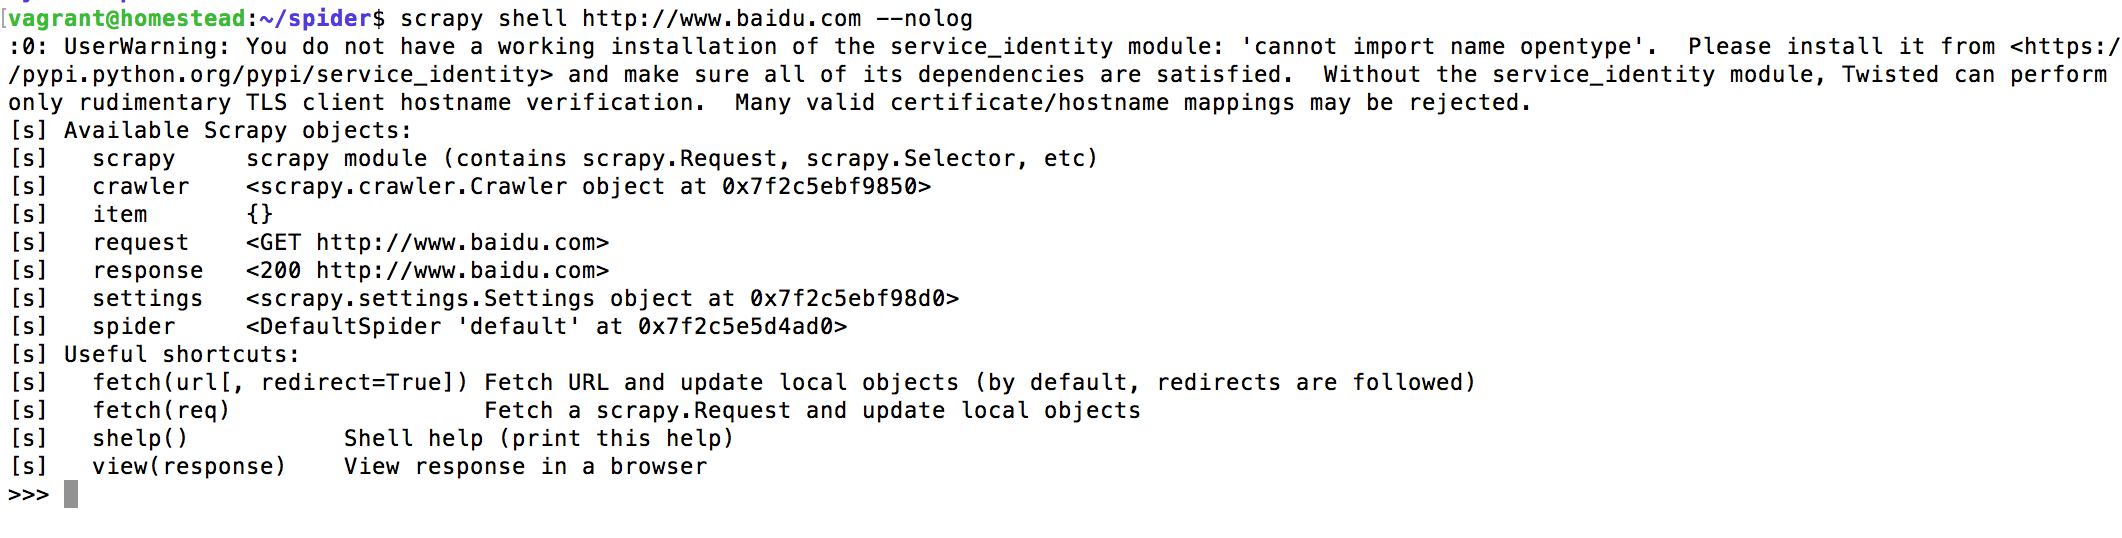 vagrant@homestead:~/spider$ scrapy shell http://www.baidu.com --nolog
:0: UserWarning: You do not have a working installation of the service_identity module: 'cannot import name opentype'.  Please install it from <https:/
/pypi.python.org/pypi/service_identity> and make sure all of its dependencies are satisfied.  Without the service_identity module, Twisted can perform
only rudimentary TLS client hostname verification.  Many valid certificate/hostname mappings may be rejected.
[s] Available Scrapy objects:
[s]   scrapy     scrapy module (contains scrapy.Request, scrapy.Selector, etc)
[s]   crawler    <scrapy.crawler.Crawler object at 0x7f2c5ebf9850>
[s]   item       {}
[s]   request    <GET http://www.baidu.com>
[s]   response   <200 http://www.baidu.com>
[s]   settings   <scrapy.settings.Settings object at 0x7f2c5ebf98d0>
[s]   spider     <DefaultSpider 'default' at 0x7f2c5e5d4ad0>
[s] Useful shortcuts:
[s]   fetch(url[, redirect=True]) Fetch URL and update local objects (by default, redirects are followed)
[s]   fetch(req)                  Fetch a scrapy.Request and update local objects
[s]   shelp()           Shell help (print this help)
[s]   view(response)    View response in a browser
>>>